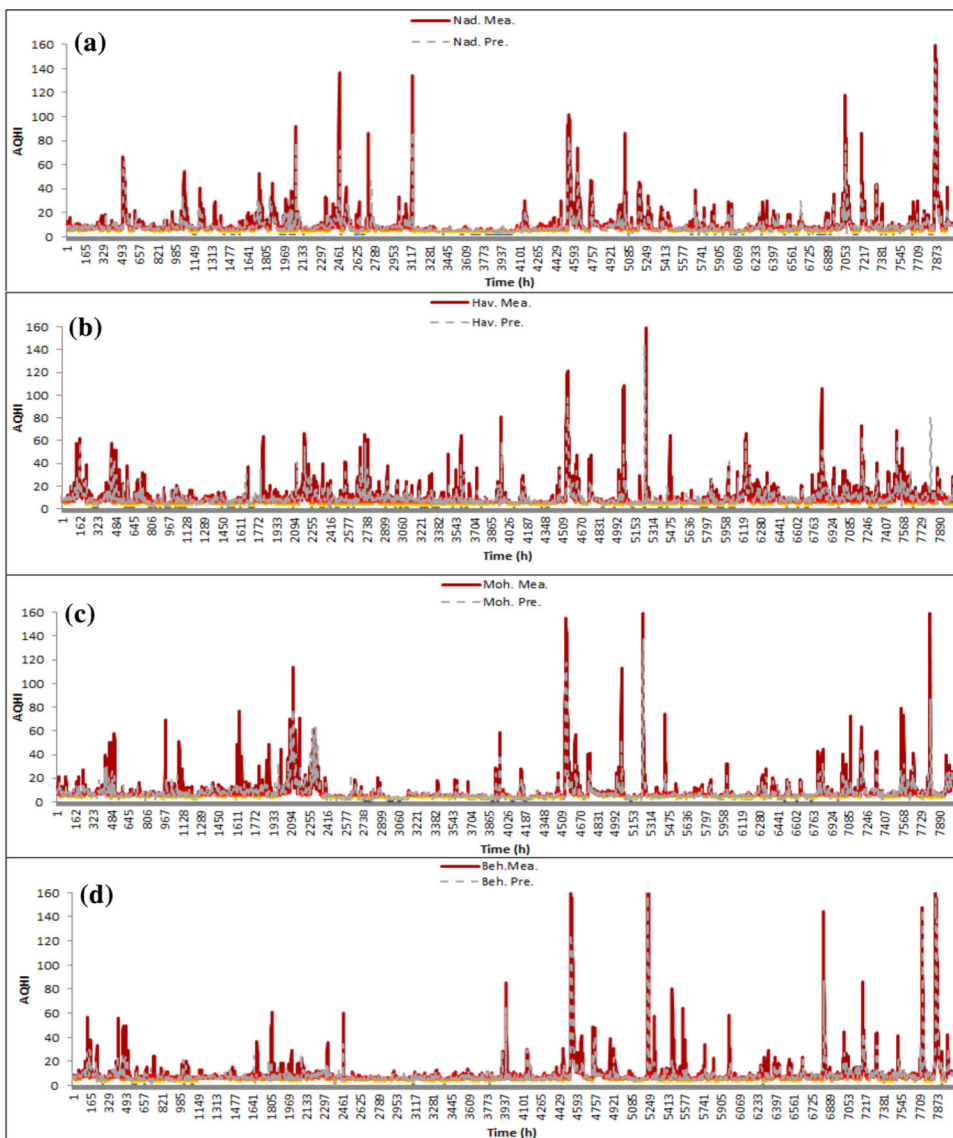 (a)
Nad. Mea.
Nad. Pre.
AQHI
160
140
120
100
80
60
40
20
0
1 165 329 493 657 821 985 1149 1313 1477 1641 1805 1969 2133 2297 2461 2625 2789 2953 3117 3281 3445 3609 3773 3937 4101 4265 4429 4593 4757 4921 5085 5249 5413 5577 5741 5905 6069 6233 6397 6561 6725 6889 7053 7217 7381 7545 7709 7873
Time (h)
(b)
Hav. Mea.
Hav. Pre.
AQHI
160
140
120
100
80
60
40
20
0
1 162 323 484 645 806 967 1128 1289 1450 1611 1772 1933 2094 2255 2416 2577 2738 2899 3060 3221 3382 3543 3704 3865 4026 4187 4348 4509 4670 4831 4992 5153 5314 5475 5636 5797 5958 6119 6280 6441 6602 6763 6924 7085 7246 7407 7568 7729 7890
Time (h)
(c)
Moh. Mea.
Moh. Pre.
AQHI
160
140
120
100
80
60
40
20
0
1 162 323 484 645 806 967 1128 1289 1450 1611 1772 1933 2094 2255 2416 2577 2738 2899 3060 3221 3382 3543 3704 3865 4026 4187 4348 4509 4670 4831 4992 5153 5314 5475 5636 5797 5958 6119 6280 6441 6602 6763 6924 7085 7246 7407 7568 7729 7890
Time (h)
(d)
Beh.Mea.
Beh. Pre.
AQHI
160
140
120
100
80
60
40
20
0
1 165 329 493 657 821 985 1149 1313 1477 1641 1805 1969 2133 2297 2461 2625 2789 2953 3117 3281 3445 3609 3773 3937 4101 4265 4429 4593 4757 4921 5085 5249 5413 5577 5741 5905 6069 6233 6397 6561 6725 6889 7053 7217 7381 7545 7709 7873
Time (h)